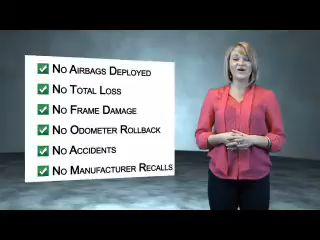 No Airbags Deployed
No Total Loss
No Frame Damage
No Odometer Rollback
No Accidents
No Manufacturer Recalls